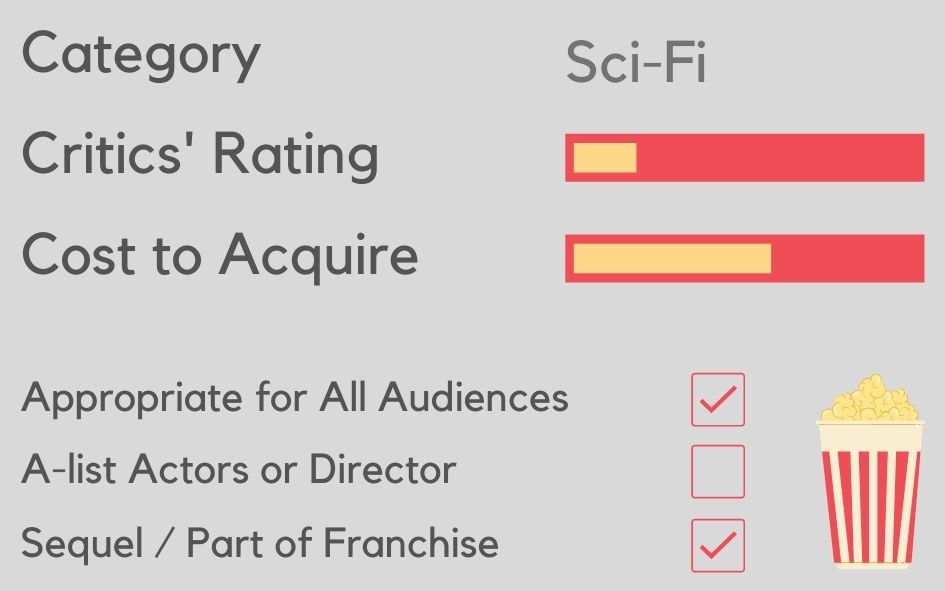 Category
Sci-Fi
Critics' Rating
Cost to Acquire
Appropriate for All Audiences
A-list Actors or Director
Sequel / Part of Franchise